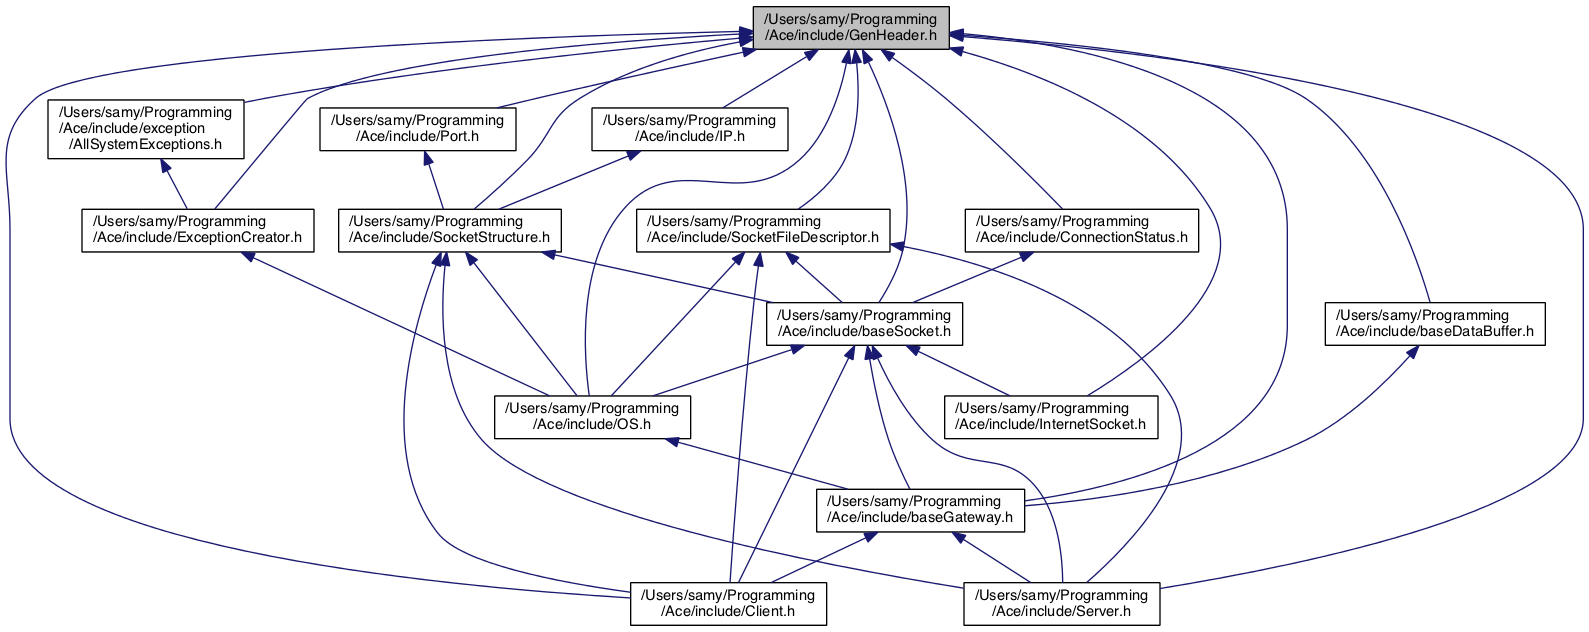 /Users/samy/Programming
/Ace/include/GenHeader.h
/Users/samy/Programming
/Ace/include/exception
/AllSystemExceptions.h
/Users/samy/Programming
/Ace/include/Port.h
/Users/samy/Programming
/Ace/include/IP.h
/Users/samy/Programming
/Ace/include/ExceptionCreator.h
/Users/samy/Programming
/Ace/include/SocketStructure.h
/Users/samy/Programming
/Ace/include/SocketFileDescriptor.h
/Users/samy/Programming
/Ace/include/ConnectionStatus.h
/Users/samy/Programming
/Ace/include/baseSocket.h
/Users/samy/Programming
/Ace/include/baseDataBuffer.h
/Users/samy/Programming
/Ace/include/OS.h
/Users/samy/Programming
/Ace/include/InternetSocket.h
/Users/samy/Programming
/Ace/include/baseGateway.h
/Users/samy/Programming
/Ace/include/Client.h
/Users/samy/Programming
/Ace/include/Server.h